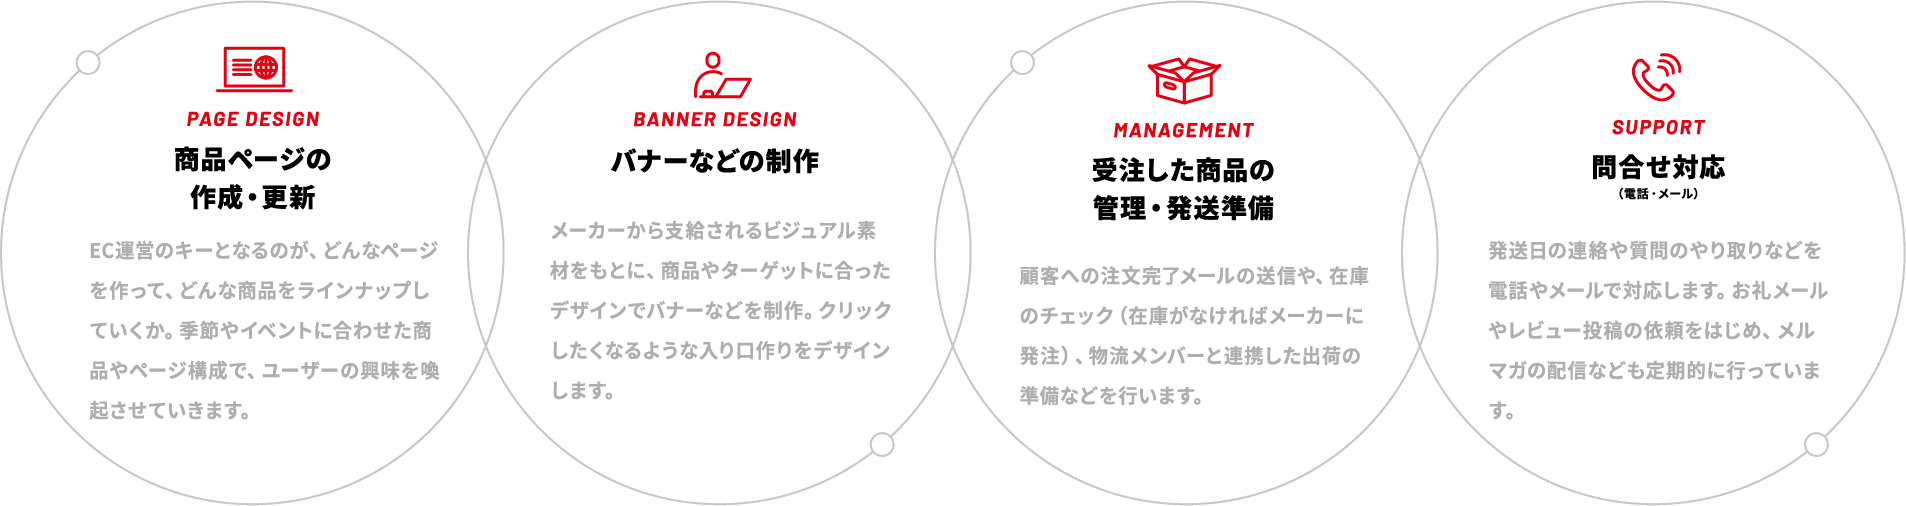 PAGE DESIGN
商品ページの
作成・更新
EC運営のキーとなるのが、どんなページ
を作って、どんな商品をラインナップし
ていくか。季節やイベントに合わせた商
品やページ構成で、ユーザーの興味を喚
起させていきます。
BANNER DESIGN
バナーなどの制作
メーカーから支給されるビジュアル素
材をもとに、商品やターゲットに合った
デザインでバナーなどを制作。クリック
したくなるような入り口作りをデザイン
します。
MANAGEMENT
受注した商品の
管理・発送準備
顧客への注文完了メールの送信や、在庫
のチェック（在庫がなければメーカーに
発注）、物流メンバーと連携した出荷の
準備などを行います。
SUPPORT
問合せ対応
（電話・メール）
発送日の連絡や質問のやり取りなどを
電話やメールで対応します。お礼メール
やレビュー投稿の依頼をはじめ、メル
マガの配信なども定期的に行っていま
す。